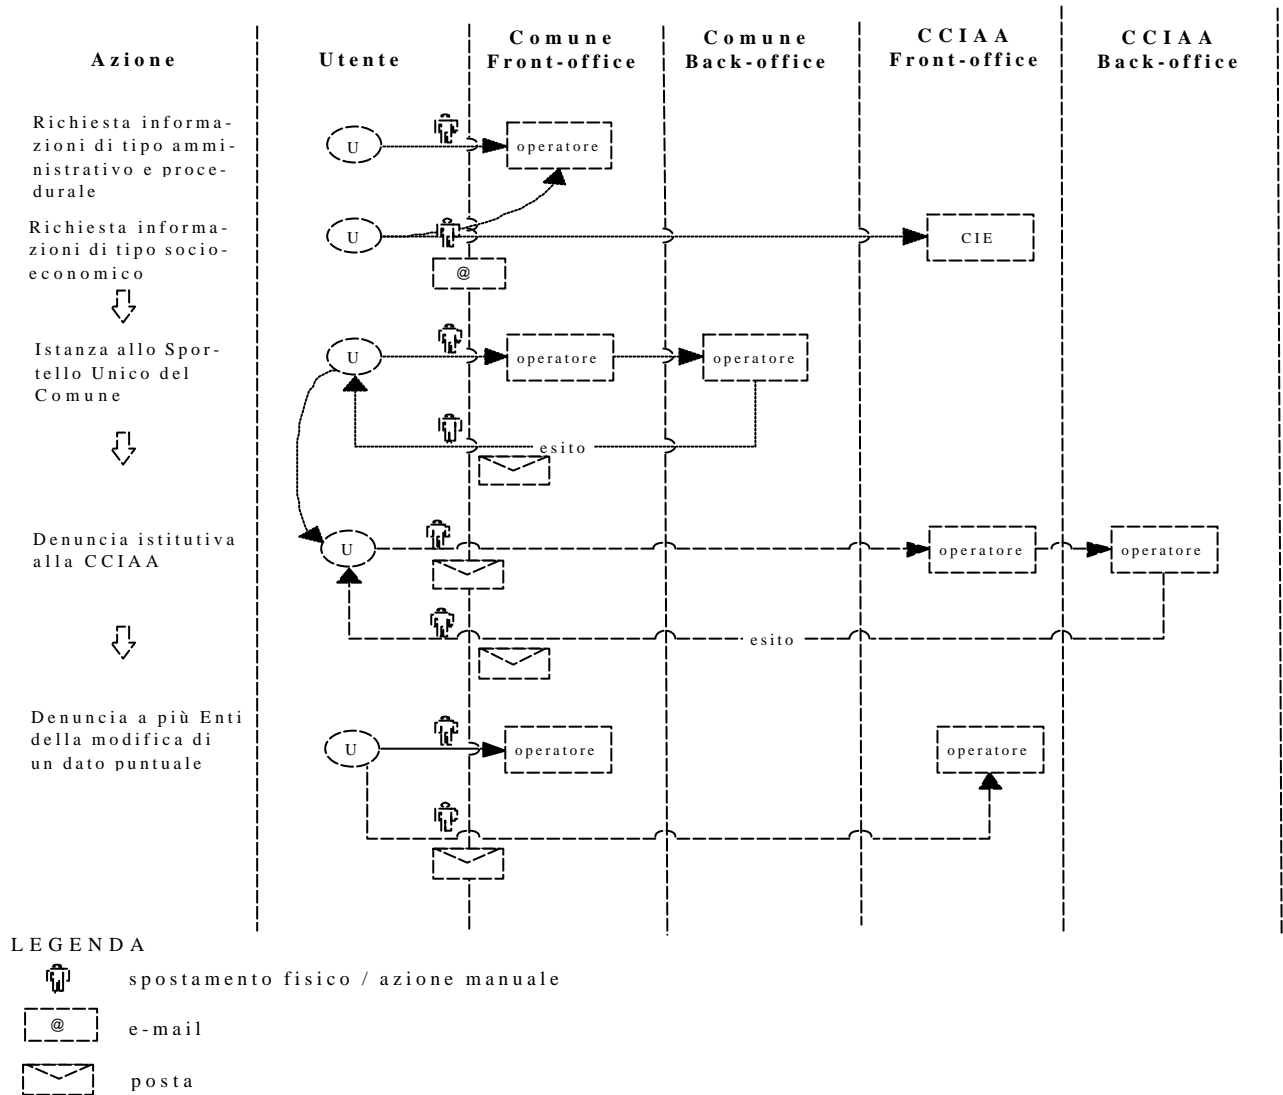 Azione
Utente
Comune
Front-office
Comune
Back-office
CCIAA
Front-office
CCIAA
Back-office
Richiesta informa-
zioni di tipo ammi-
nistrativo e proce-
durale
U
operatore
Richiesta informa-
zioni di tipo socio-
economico
U
CIE
@
Istanza allo Spor-
tello Unico del
Comune
U
operatore
operatore
esito
Denuncia istitutiva
alla CCIAA
U
operatore
operatore
esito
Denuncia a più Enti
della modifica di
un dato puntuale
U
operatore
operatore
LEGENDA
spostamento fisico / azione manuale
@
e-mail
posta